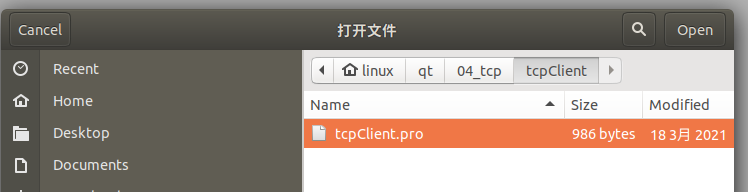 Cancel 打开文件 Open
Recent
linux qt 04_tcp tcpClient
Home
Name Size Modified
Desktop
tcpClient.pro 986 bytes 18 3月 2021
Documents